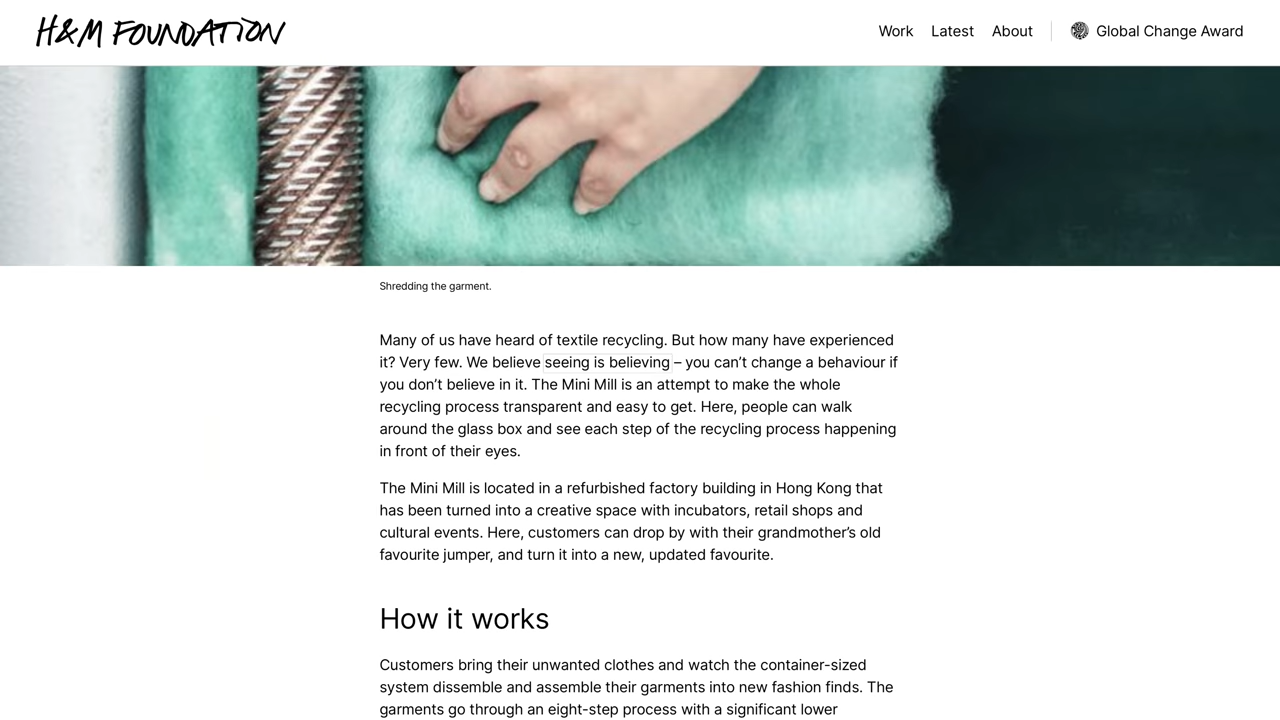 H&M FOUNDATION
Work Latest About Global Change Award
Shredding the garment.
Many of us have heard of textile recycling. But how many have experienced
it? Very few. We believe seeing is believing – you can’t change a behaviour if
you don’t believe in it. The Mini Mill is an attempt to make the whole
recycling process transparent and easy to get. Here, people can walk
around the glass box and see each step of the recycling process happening
in front of their eyes.
The Mini Mill is located in a refurbished factory building in Hong Kong that
has been turned into a creative space with incubators, retail shops and
cultural events. Here, customers can drop by with their grandmother’s old
favourite jumper, and turn it into a new, updated favourite.
How it works
Customers bring their unwanted clothes and watch the container-sized
system dissemble and assemble their garments into new fashion finds. The
garments go through an eight-step process with a significant lower